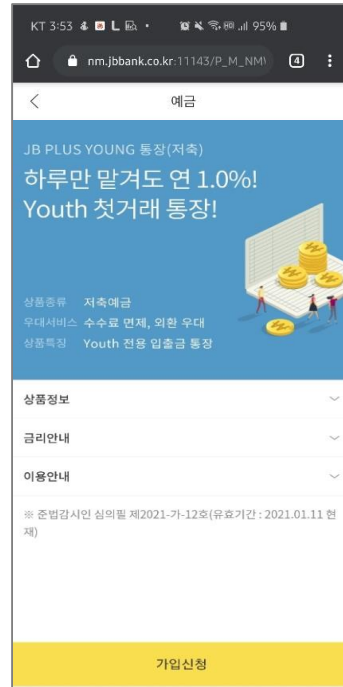 KT 3:53
95%
nm.jbbank.co.kr:11143/P_M_NM
4
예금
JB PLUS YOUNG 통장(저축)
하루만 맡겨도 연 1.0%!
Youth 첫거래 통장!
상품종류 저축예금
우대서비스 수수료 면제, 외환 우대
상품특징 Youth 전용 입출금 통장
상품정보
금리안내
이용안내
※ 준법감시인 심의필 제2021-가-12호(유효기간 : 2021.01.11 현
재)
가입신청